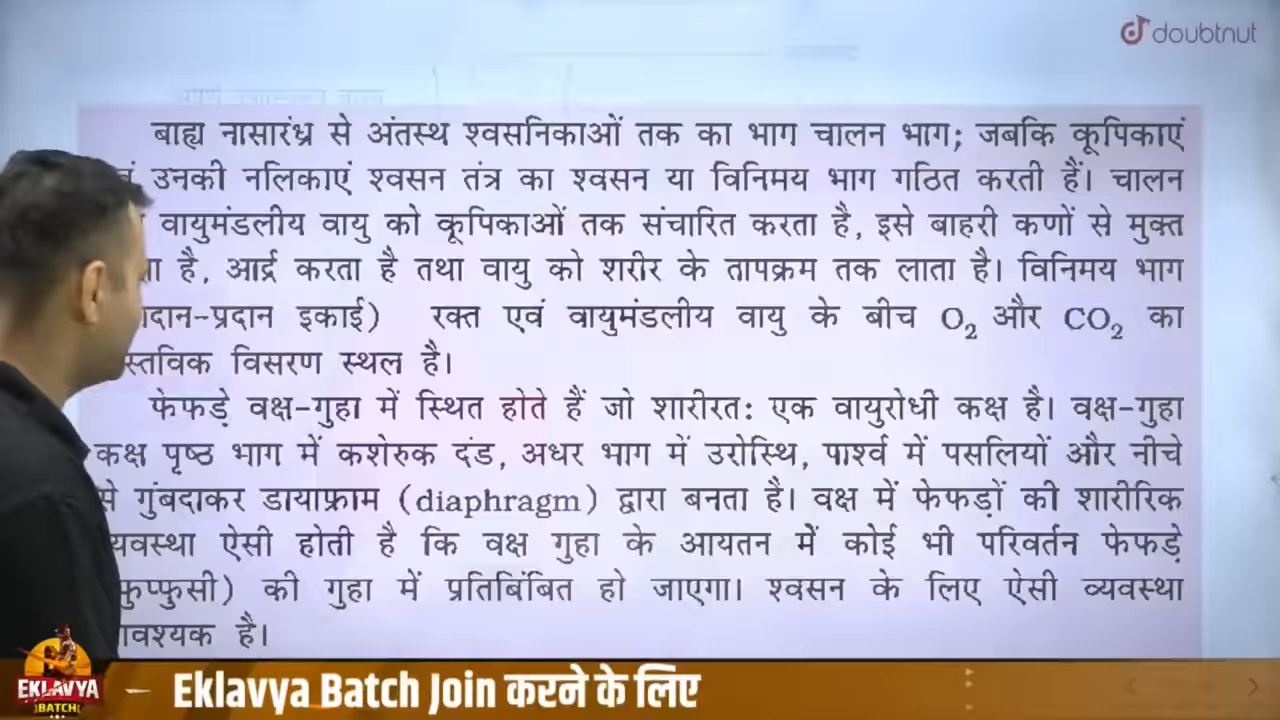 doubtnut
बाह्य नासारंध्र से अंतस्थ श्वसनिकाओं तक का भाग चालन भाग; जबकि कूपिकाएं
उनकी नलिकाएं श्वसन तंत्र का श्वसन या विनिमय भाग गठित करती हैं। चालन
वायुमंडलीय वायु को कूपिकाओं तक संचारित करता है, इसे बाहरी कणों से मुक्त
है, आर्द्र करता है तथा वायु को शरीर के तापक्रम तक लाता है। विनिमय भाग
दान-प्रदान इकाई) रक्त एवं वायुमंडलीय वायु के बीच O₂ और CO₂ का
स्तविक विसरण स्थल है।
फेफड़े वक्ष-गुहा में स्थित होते हैं जो शारीरत: एक वायुरोधी कक्ष है। वक्ष-गुहा
कक्ष पृष्ठ भाग में कशेरुक दंड, अधर भाग में उरोस्थि, पार्श्व में पसलियों और नीचे
से गुंबदाकर डायाफ्राम (diaphragm) द्वारा बनता है। वक्ष में फेफड़ों की शारीरिक
यवस्था ऐसी होती है कि वक्ष गुहा के आयतन में कोई भी परिवर्तन फेफड़े
फुप्फुसी) की गुहा में प्रतिबिंबित हो जाएगा। श्वसन के लिए ऐसी व्यवस्था
वश्यक है।
EKLAVYA
BATCH
Eklavya Batch Join करने के लिए